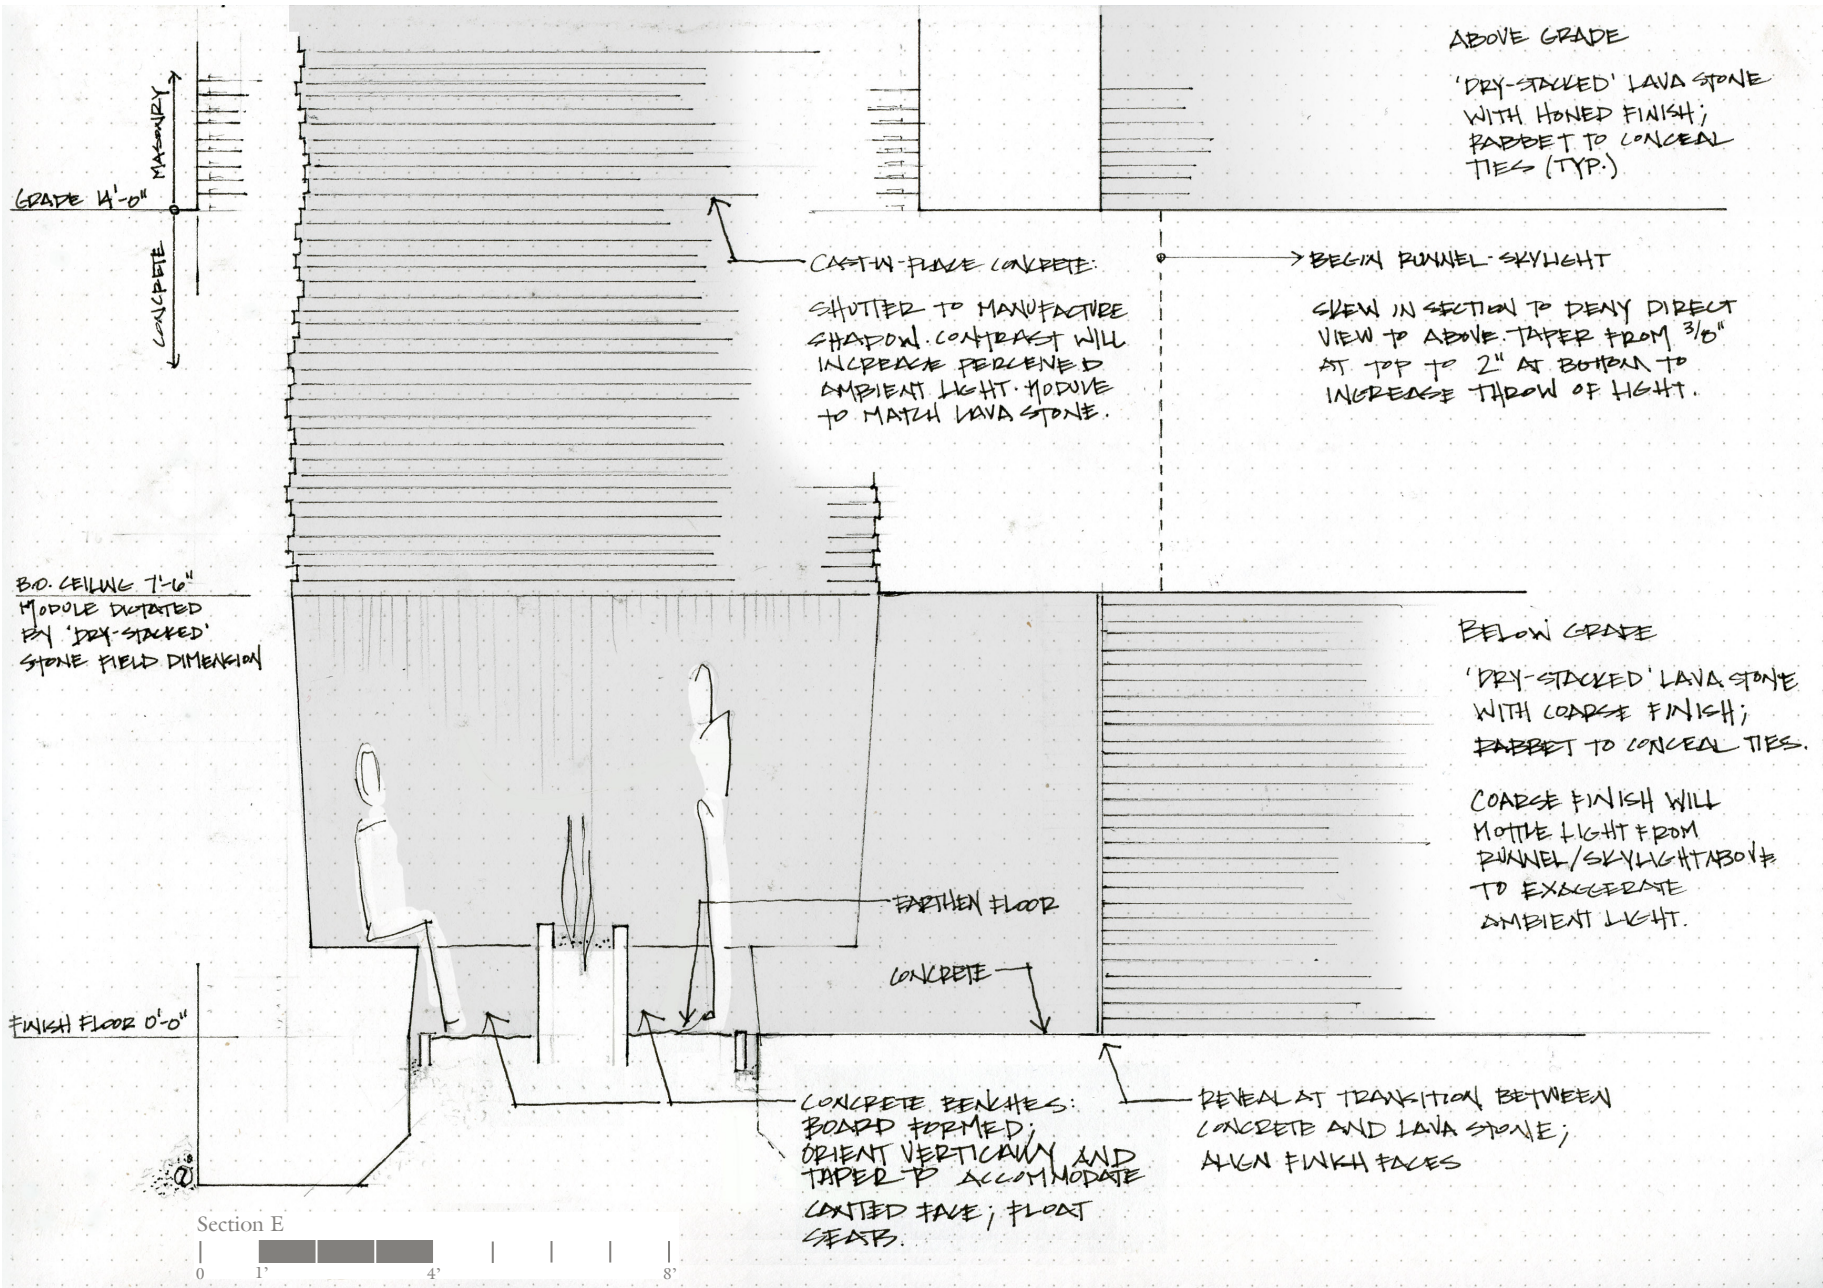 ABOVE GRADE
'DRY-STACKED' LAVA STONE
WITH HONED FINISH;
RABBET TO CONCEAL
TIES (TYP.)
MASONRY
GRADE 14'-0"
CONCRETE
CAST-IN-PLACE CONCRETE:
SHUTTER TO MANUFACTURE
SHADOW. CONTRAST WILL
INCREASE PERCEIVED
AMBIENT LIGHT. MODULE
TO MATCH LAVA STONE.
BEGIN RUNNEL-SKYLIGHT
SKEW IN SECTION TO DENY DIRECT
VIEW TO ABOVE. TAPER FROM 3/8"
AT TOP TO 2" AT BOTTOM TO
INCREASE THROW OF LIGHT.
B.O. CEILING 7'-6"
MODULE DICTATED
BY 'DRY-STACKED'
STONE FIELD DIMENSION
BELOW GRADE
'DRY-STACKED' LAVA STONE
WITH COARSE FINISH;
RABBET TO CONCEAL TIES.
COARSE FINISH WILL
MOTTLE LIGHT FROM
RUNNEL/SKYLIGHT ABOVE
TO EXAGGERATE
AMBIENT LIGHT.
EARTHEN FLOOR
CONCRETE
FINISH FLOOR 0'-0"
CONCRETE BENCHES:
BOARD FORMED;
ORIENT VERTICALLY AND
TAPER TO ACCOMMODATE
CANTED FACE; FLOAT
SEATS.
REVEAL AT TRANSITION BETWEEN
CONCRETE AND LAVA STONE;
ALIGN FINISH FACES
Section E
0 1' 4' 8'